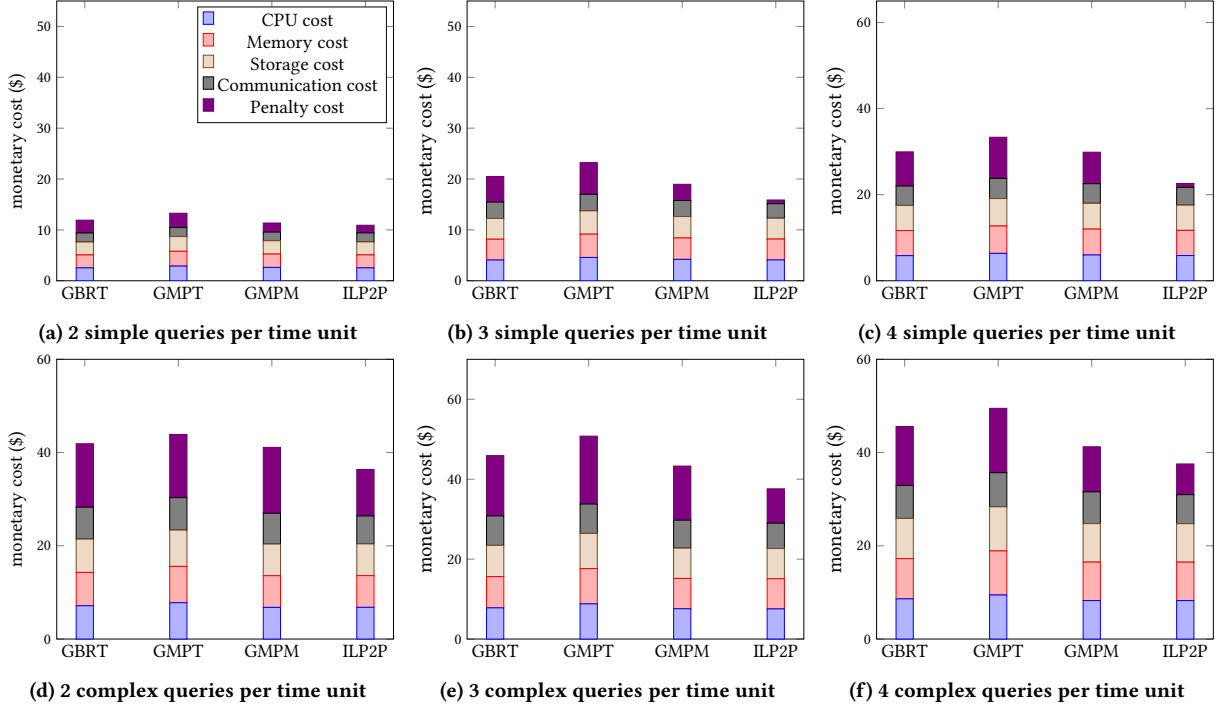 monetary cost ($)
50
40
30
20
10
0
GBRT GMPT GMPM ILP2P
CPU cost
Memory cost
Storage cost
Communication cost
Penalty cost
(a) 2 simple queries per time unit
monetary cost ($)
50
40
30
20
10
0
GBRT GMPT GMPM ILP2P
(b) 3 simple queries per time unit
monetary cost ($)
60
40
20
0
GBRT GMPT GMPM ILP2P
(c) 4 simple queries per time unit
monetary cost ($)
60
40
20
0
GBRT GMPT GMPM ILP2P
(d) 2 complex queries per time unit
monetary cost ($)
60
40
20
0
GBRT GMPT GMPM ILP2P
(e) 3 complex queries per time unit
monetary cost ($)
60
40
20
0
GBRT GMPT GMPM ILP2P
(f) 4 complex queries per time unit